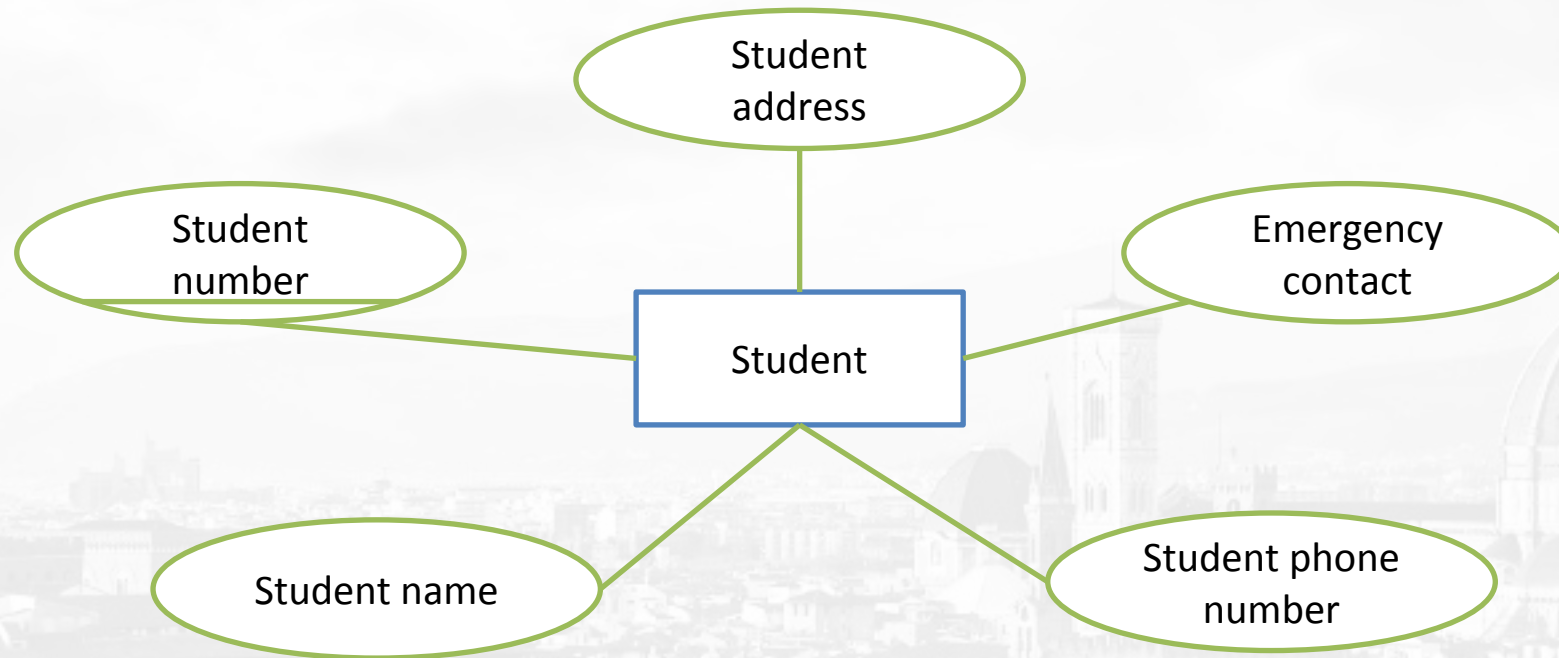 Student
address
Student
number
Emergency
contact
Student
Student name
Student phone
number